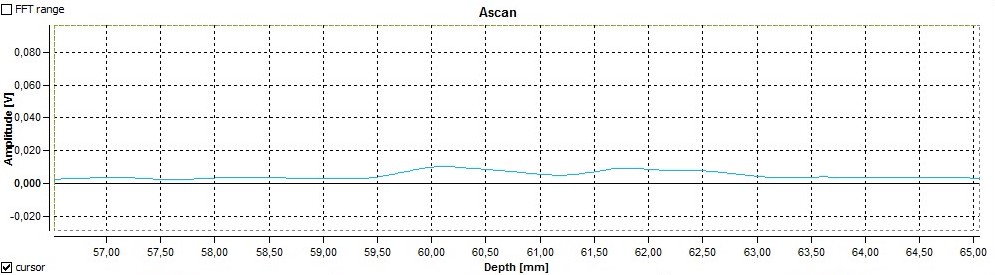 FFT range
Ascan
Amplitude [V]
0,080
0,060
0,040
0,020
0,000
-0,020
57,00 57,50 58,00 58,50 59,00 59,50 60,00 60,50 61,00 61,50 62,00 62,50 63,00 63,50 64,00 64,50 65,00
cursor
Depth [mm]